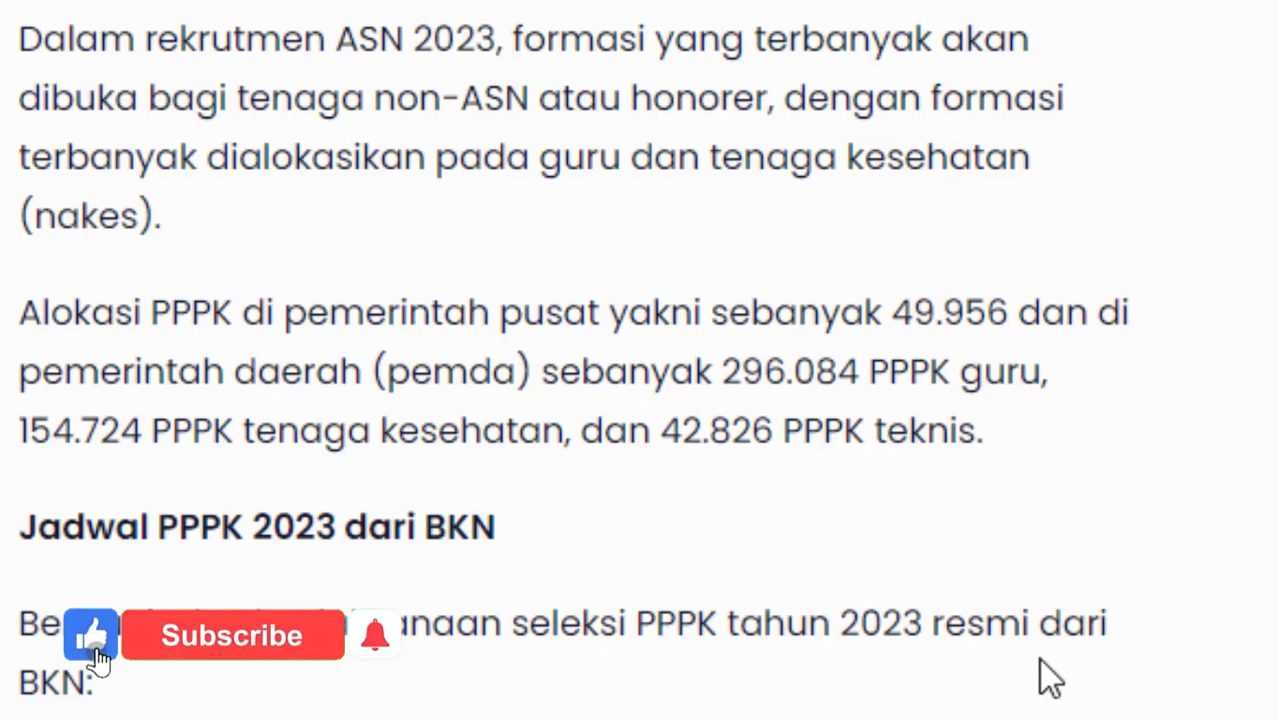 Dalam rekrutmen ASN 2023, formasi yang terbanyak akan
dibuka bagi tenaga non-ASN atau honorer, dengan formasi
terbanyak dialokasikan pada guru dan tenaga kesehatan
(nakes).
Alokasi PPPK di pemerintah pusat yakni sebanyak 49.956 dan di
pemerintah daerah (pemda) sebanyak 296.084 PPPK guru,
154.724 PPPK tenaga kesehatan, dan 42.826 PPPK teknis.
Jadwal PPPK 2023 dari BKN
seleksi PPPK tahun 2023 resmi dari
Subscribe
BKN: